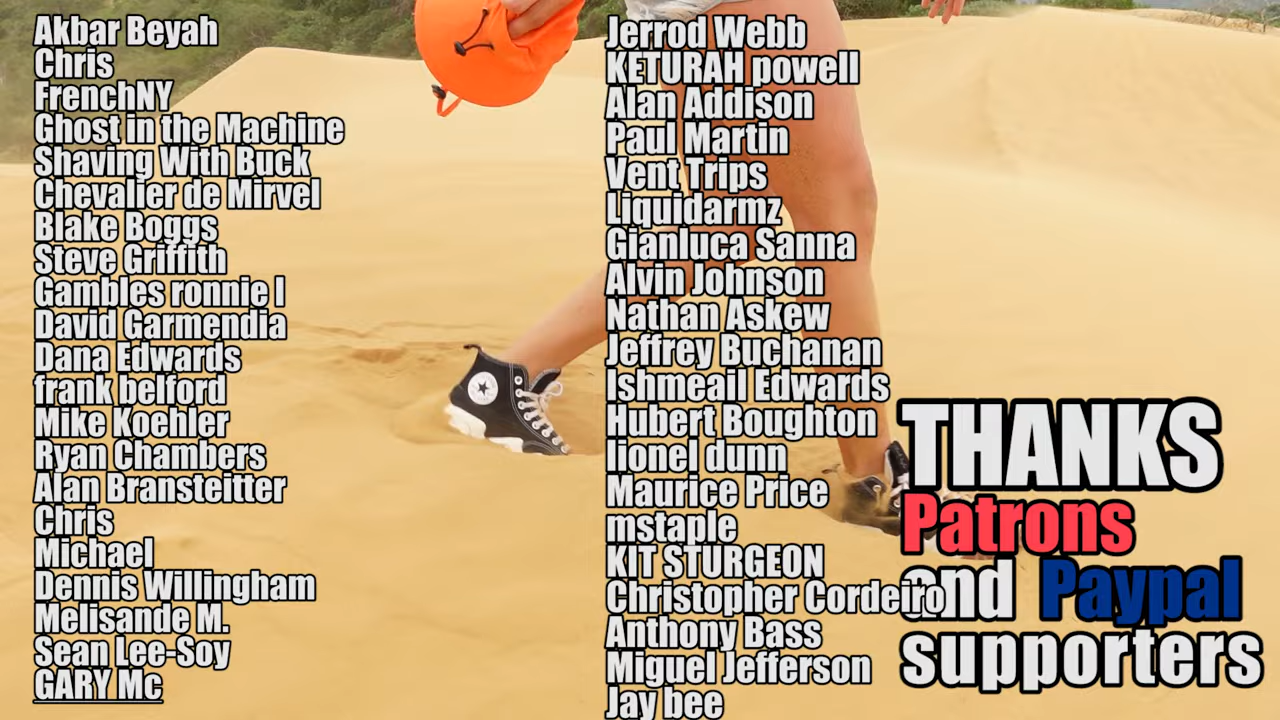 Akbar Beyah
Chris
FrenchNY
Ghost in the Machine
Shaving With Buck
Chevalier de Mirvel
Blake Boggs
Steve Griffith
Gambles ronnie l
David Garmendia
Dana Edwards
frank belford
Mike Koehler
Ryan Chambers
Alan Bransteitter
Chris
Michael
Dennis Willingham
Melisande M.
Sean Lee-Soy
GARY Mc
Jerrod Webb
KETURAH powell
Alan Addison
Paul Martin
Vent Trips
Liquidarmz
Gianluca Sanna
Alvin Johnson
Nathan Askew
Jeffrey Buchanan
Ishmeail Edwards
Hubert Boughton
lionel dunn
Maurice Price
mstaple
KIT STURGEON
Christopher Cordeiro
Anthony Bass
Miguel Jefferson
Jay bee
THANKS
Patrons
and Paypal
supporters